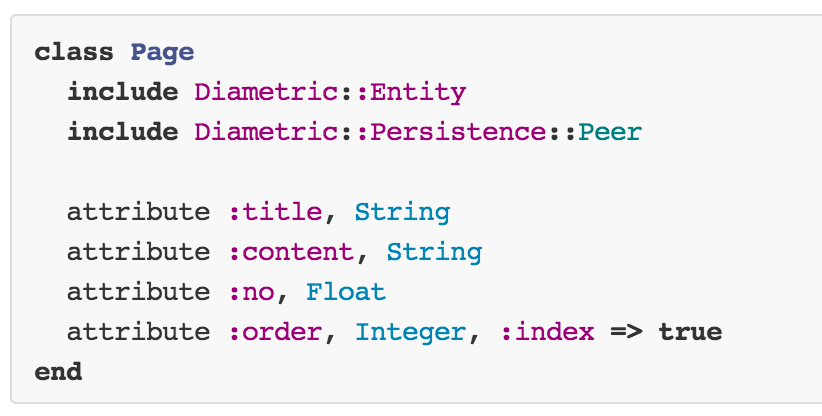 class Page
  include Diametric::Entity
  include Diametric::Persistence::Peer

  attribute :title, String
  attribute :content, String
  attribute :no, Float
  attribute :order, Integer, :index => true
end